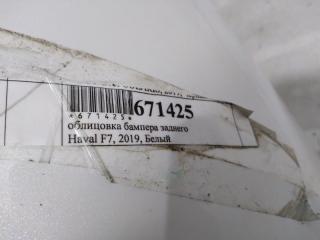 671425
*671425*
облицовка бампера заднего
Haval F7, 2019, Белый